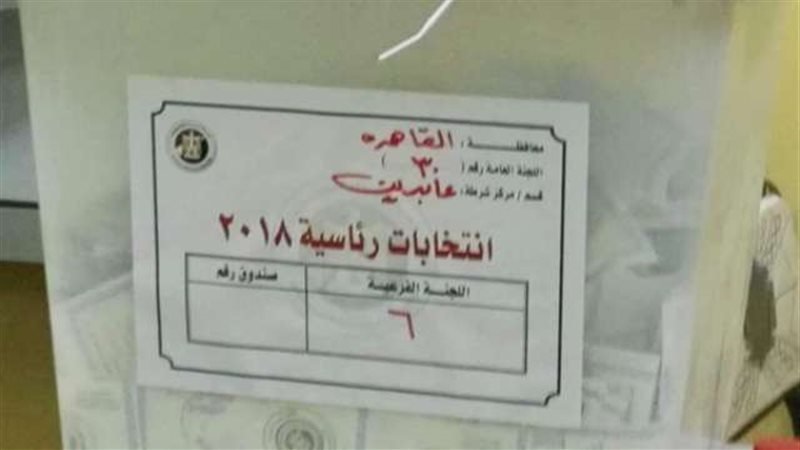 محافظة : القاهرة
اللجنة العامة رقم ( ٣٠ )
قسم / مركز شرطة : عابدين
انتخابات رئاسية ٢٠١٨
اللجنة الفرعية صندوق رقم
٦